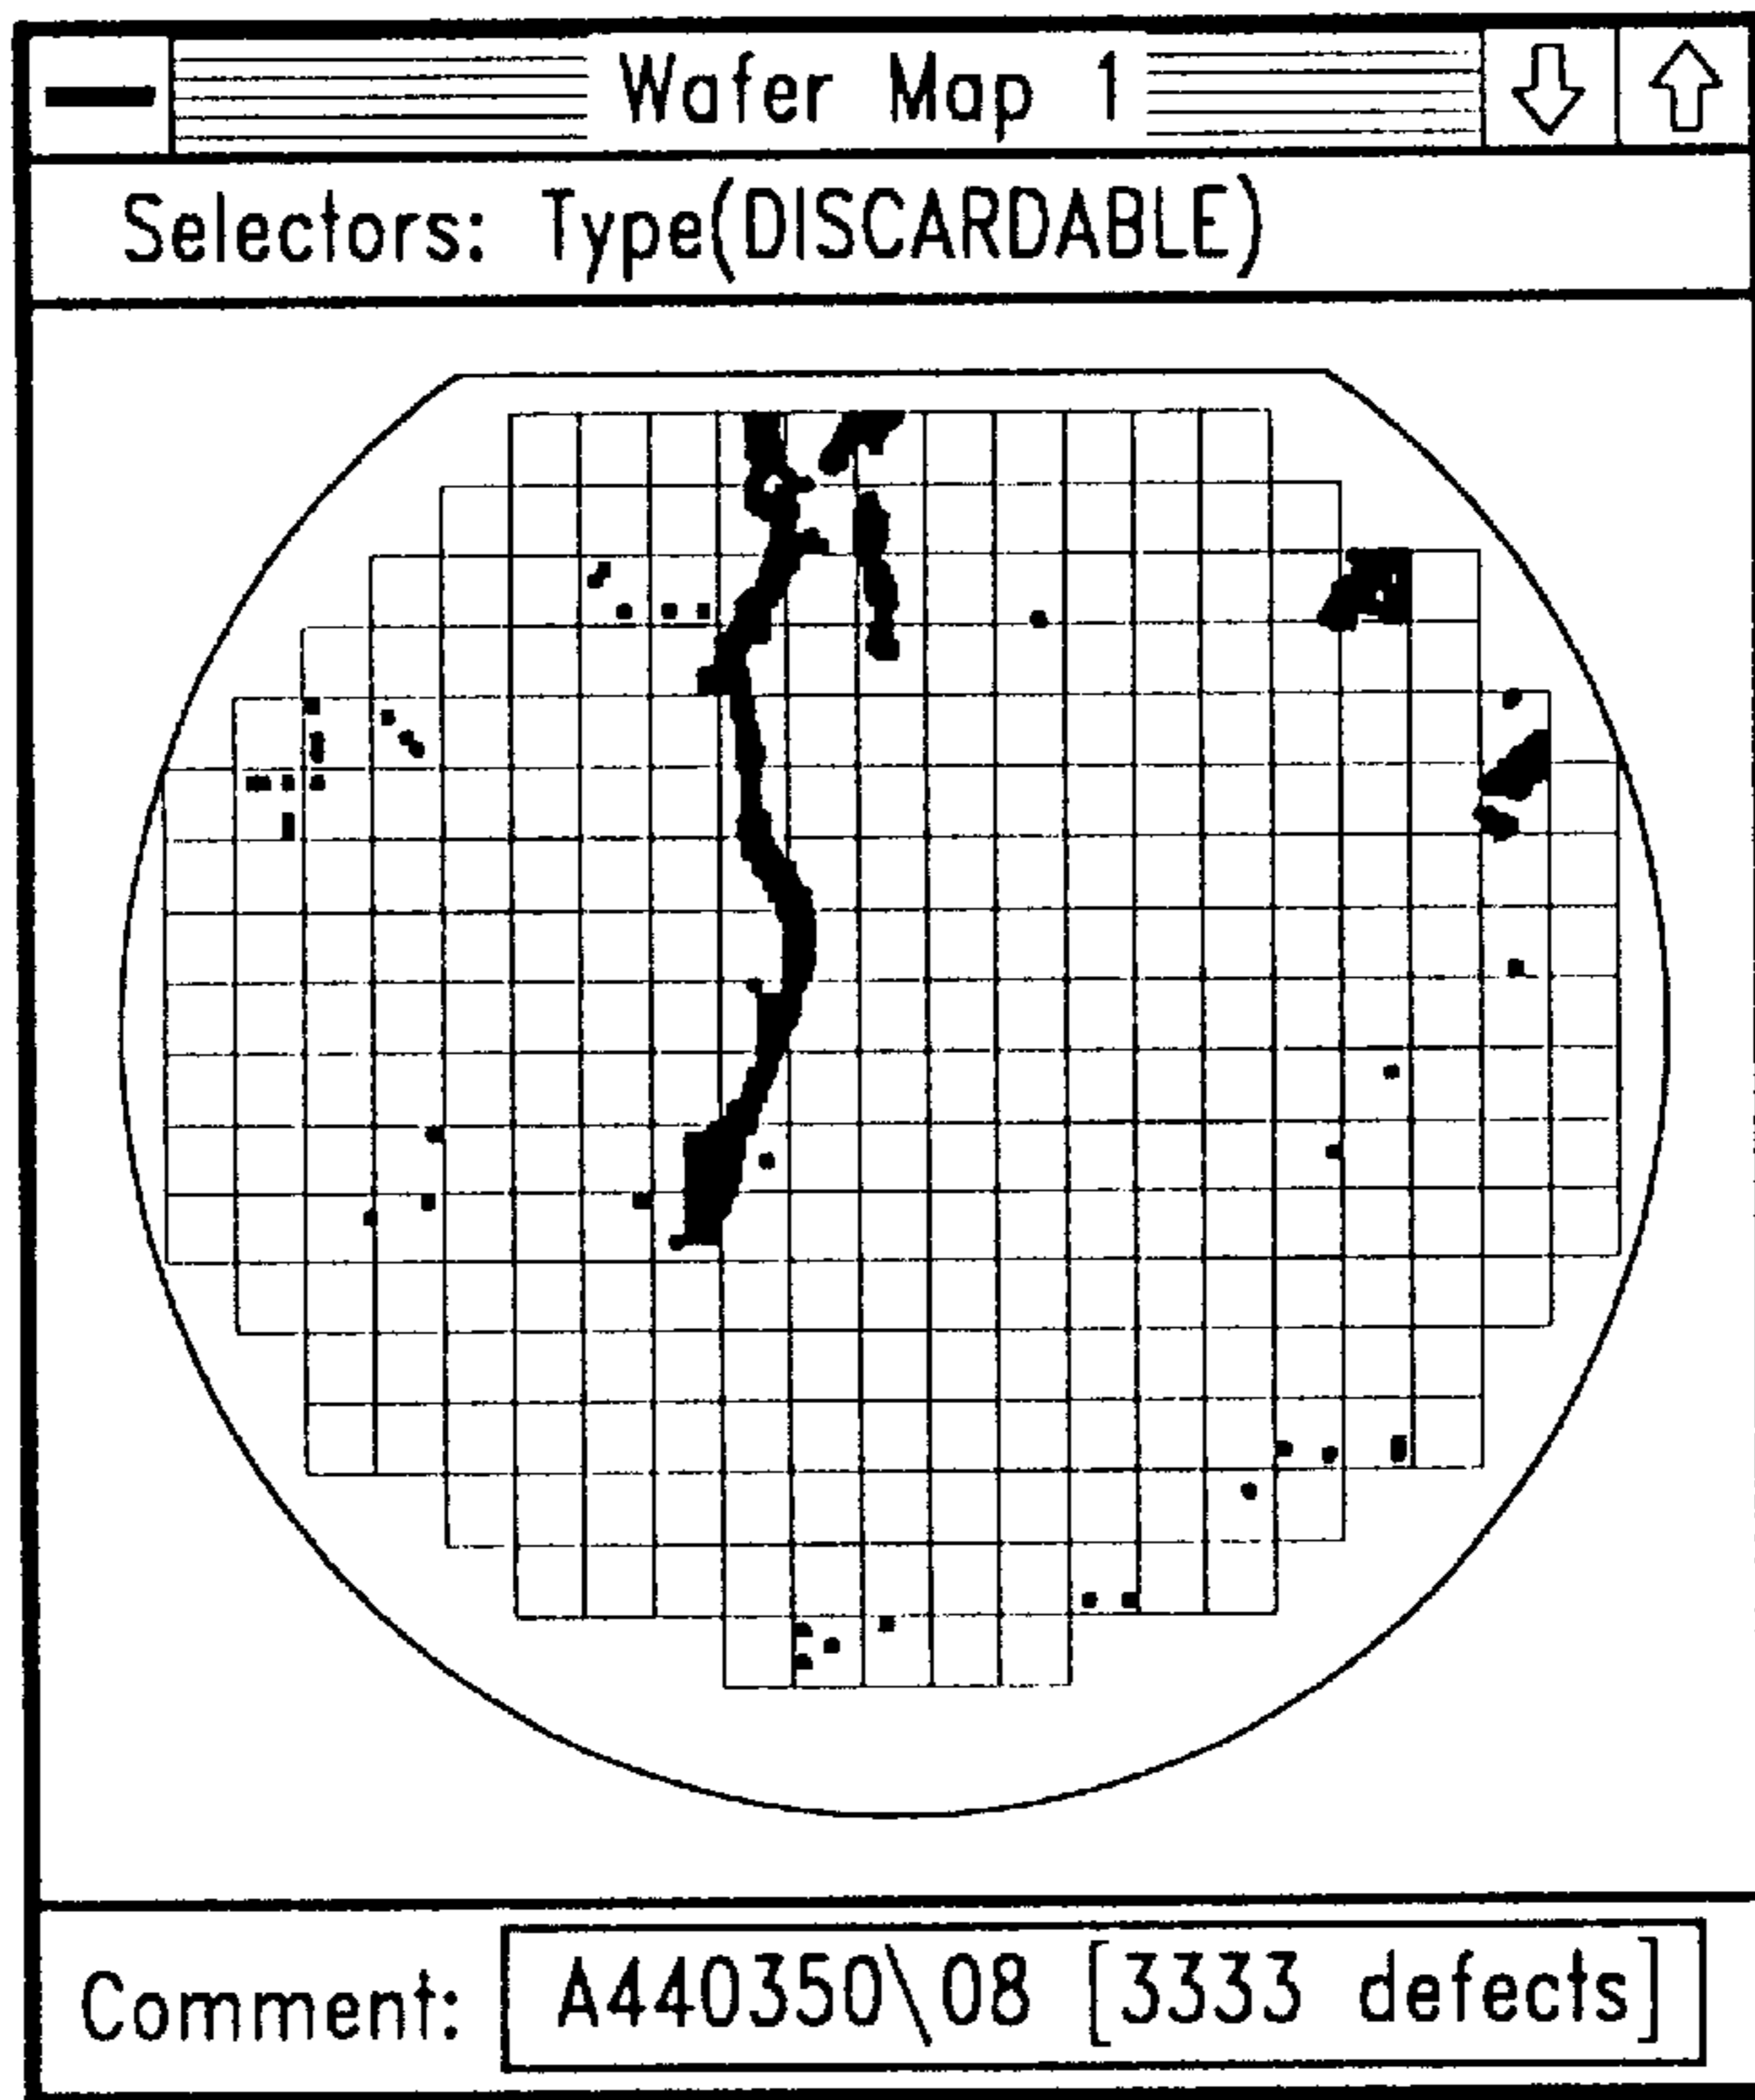 Wafer Map 1
Selectors: Type(DISCARDABLE)
Comment: A440350\08 [3333 defects]